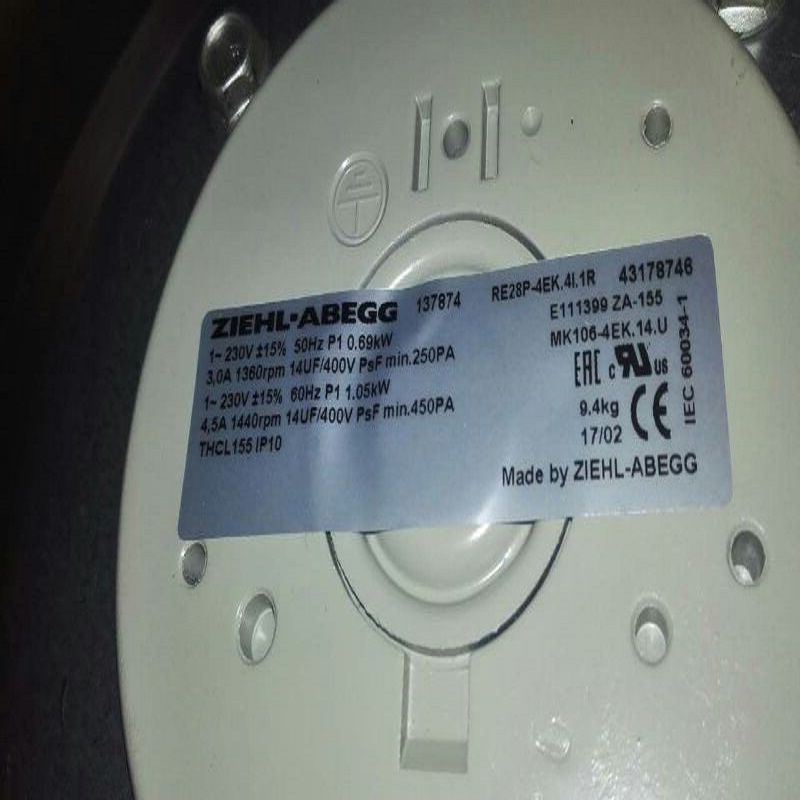 ZIEHL-ABEGG 137874 RE28P-4EK.4I.1R 43178746
1~ 230V ±15% 50Hz P1 0.69kW
3,0A 1360rpm 14UF/400V PsF min.250PA
1~ 230V ±15% 60Hz P1 1.05kW
4,5A 1440rpm 14UF/400V PsF min.450PA
THCL155 IP10
E111399 ZA-155
MK106-4EK.14.U
EAC c RU us
9.4kg CE
17/02
IEC 60034-1
Made by ZIEHL-ABEGG